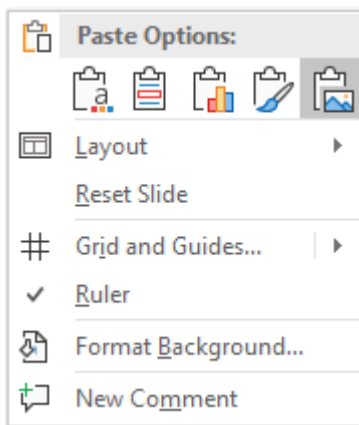 Paste Options:
a
Layout
Reset Slide
Grid and Guides...
Ruler
Format Background...
New Comment